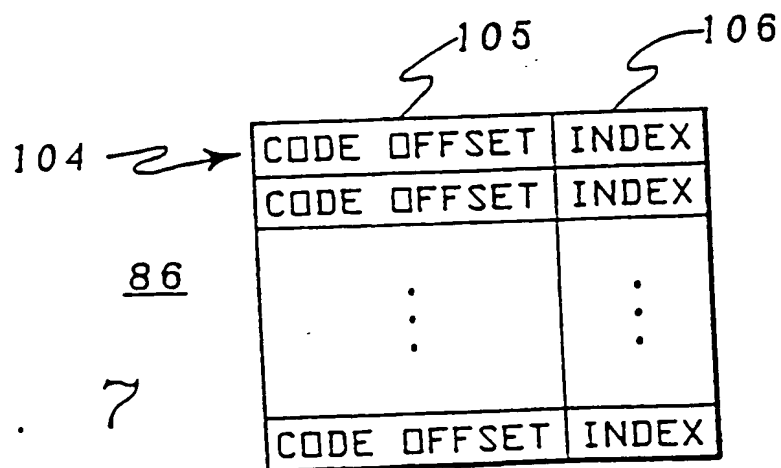 105 106
104 CODE OFFSET INDEX
CODE OFFSET INDEX
86
7
CODE OFFSET INDEX